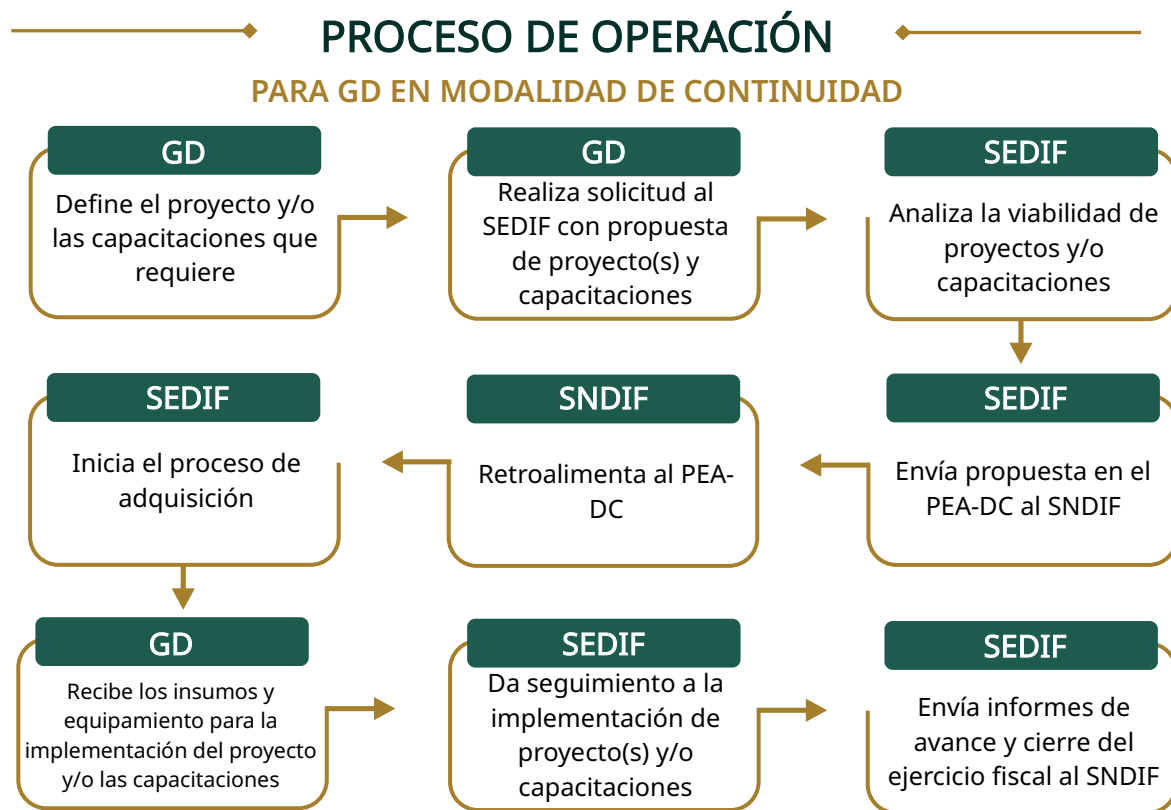 PROCESO DE OPERACIÓN
PARA GD EN MODALIDAD DE CONTINUIDAD
GD
Define el proyecto y/o
las capacitaciones que
requiere
GD
Realiza solicitud al
SEDIF con propuesta
de proyecto(s) y
capacitaciones
SEDIF
Analiza la viabilidad de
proyectos y/o
capacitaciones
SEDIF
Envía propuesta en el
PEA-DC al SNDIF
SNDIF
Retroalimenta al PEA-
DC
SEDIF
Inicia el proceso de
adquisición
GD
Recibe los insumos y
equipamiento para la
implementación del proyecto
y/o las capacitaciones
SEDIF
Da seguimiento a la
implementación de
proyecto(s) y/o
capacitaciones
SEDIF
Envía informes de
avance y cierre del
ejercicio fiscal al SNDIF